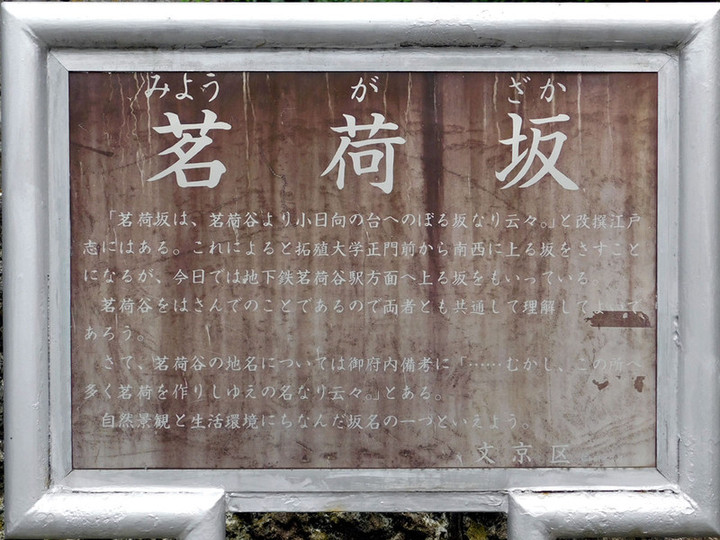 みようがざか
茗荷坂
「茗荷坂は、茗荷谷より小日向の台へのぼる坂なり云々。」と改撰江戸
志にはある。これによると拓殖大学正門前から南西に上る坂をさすこと
になるが、今日では地下鉄茗荷谷駅方面へ上る坂をもいっている
茗荷谷をはさんでのことであるので両者とも共通して理解して
あろう。
さて、茗荷谷の地名については御府内備考に「……むかし、この
多く茗荷を作りしゆえの名なり云々。」とある。
自然景観と生活環境にちなんだ坂名の一つといえよう。
文京区